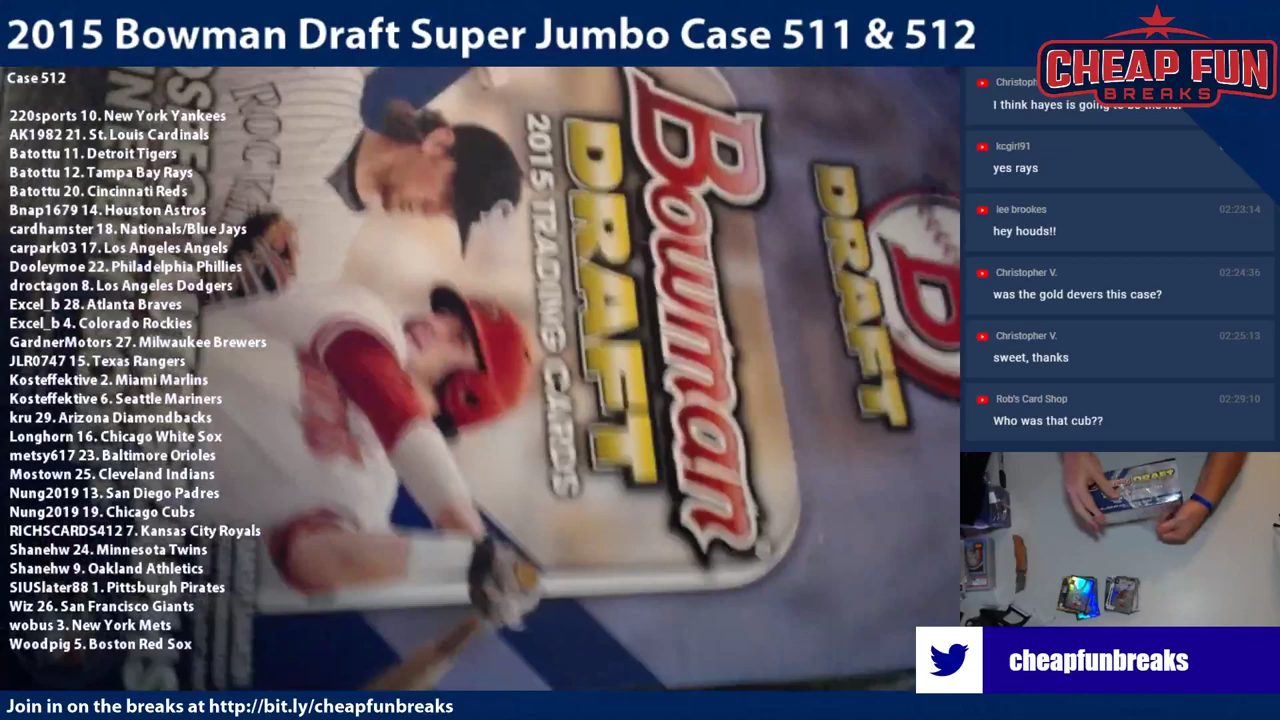 2015 Bowman Draft Super Jumbo Case 511 & 512
CHEAP FUN
BREAKS
Case 512
220sports 10. New York Yankees
AK1982 21. St. Louis Cardinals
Batottu 11. Detroit Tigers
Batottu 12. Tampa Bay Rays
Batottu 20. Cincinnati Reds
Bnap1679 14. Houston Astros
cardhamster 18. Nationals/Blue Jays
carpark03 17. Los Angeles Angels
Dooleymoe 22. Philadelphia Phillies
droctagon 8. Los Angeles Dodgers
Excel_b 28. Atlanta Braves
Excel_b 4. Colorado Rockies
GardnerMotors 27. Milwaukee Brewers
JLR0747 15. Texas Rangers
Kosteffektive 2. Miami Marlins
Kosteffektive 6. Seattle Mariners
kru 29. Arizona Diamondbacks
Longhorn 16. Chicago White Sox
metsy617 23. Baltimore Orioles
Mostown 25. Cleveland Indians
Nung2019 13. San Diego Padres
Nung2019 19. Chicago Cubs
RICHSCARDS412 7. Kansas City Royals
Shanehw 24. Minnesota Twins
Shanehw 9. Oakland Athletics
SIUSlater88 1. Pittsburgh Pirates
Wiz 26. San Francisco Giants
wobus 3. New York Mets
Woodpig 5. Boston Red Sox
Bowman
DRAFT
2015 TRADING CARDS
DRAFT
I think hayes is going to be the
kcgirl91
yes rays
lee brookes 02:23:14
hey houds!!
Christopher V. 02:24:36
was the gold devers this case?
Christopher V. 02:25:13
sweet, thanks
Rob's Card Shop 02:29:10
Who was that cub??
DRAFT
cheapfunbreaks
Join in on the breaks at http://bit.ly/cheapfunbreaks